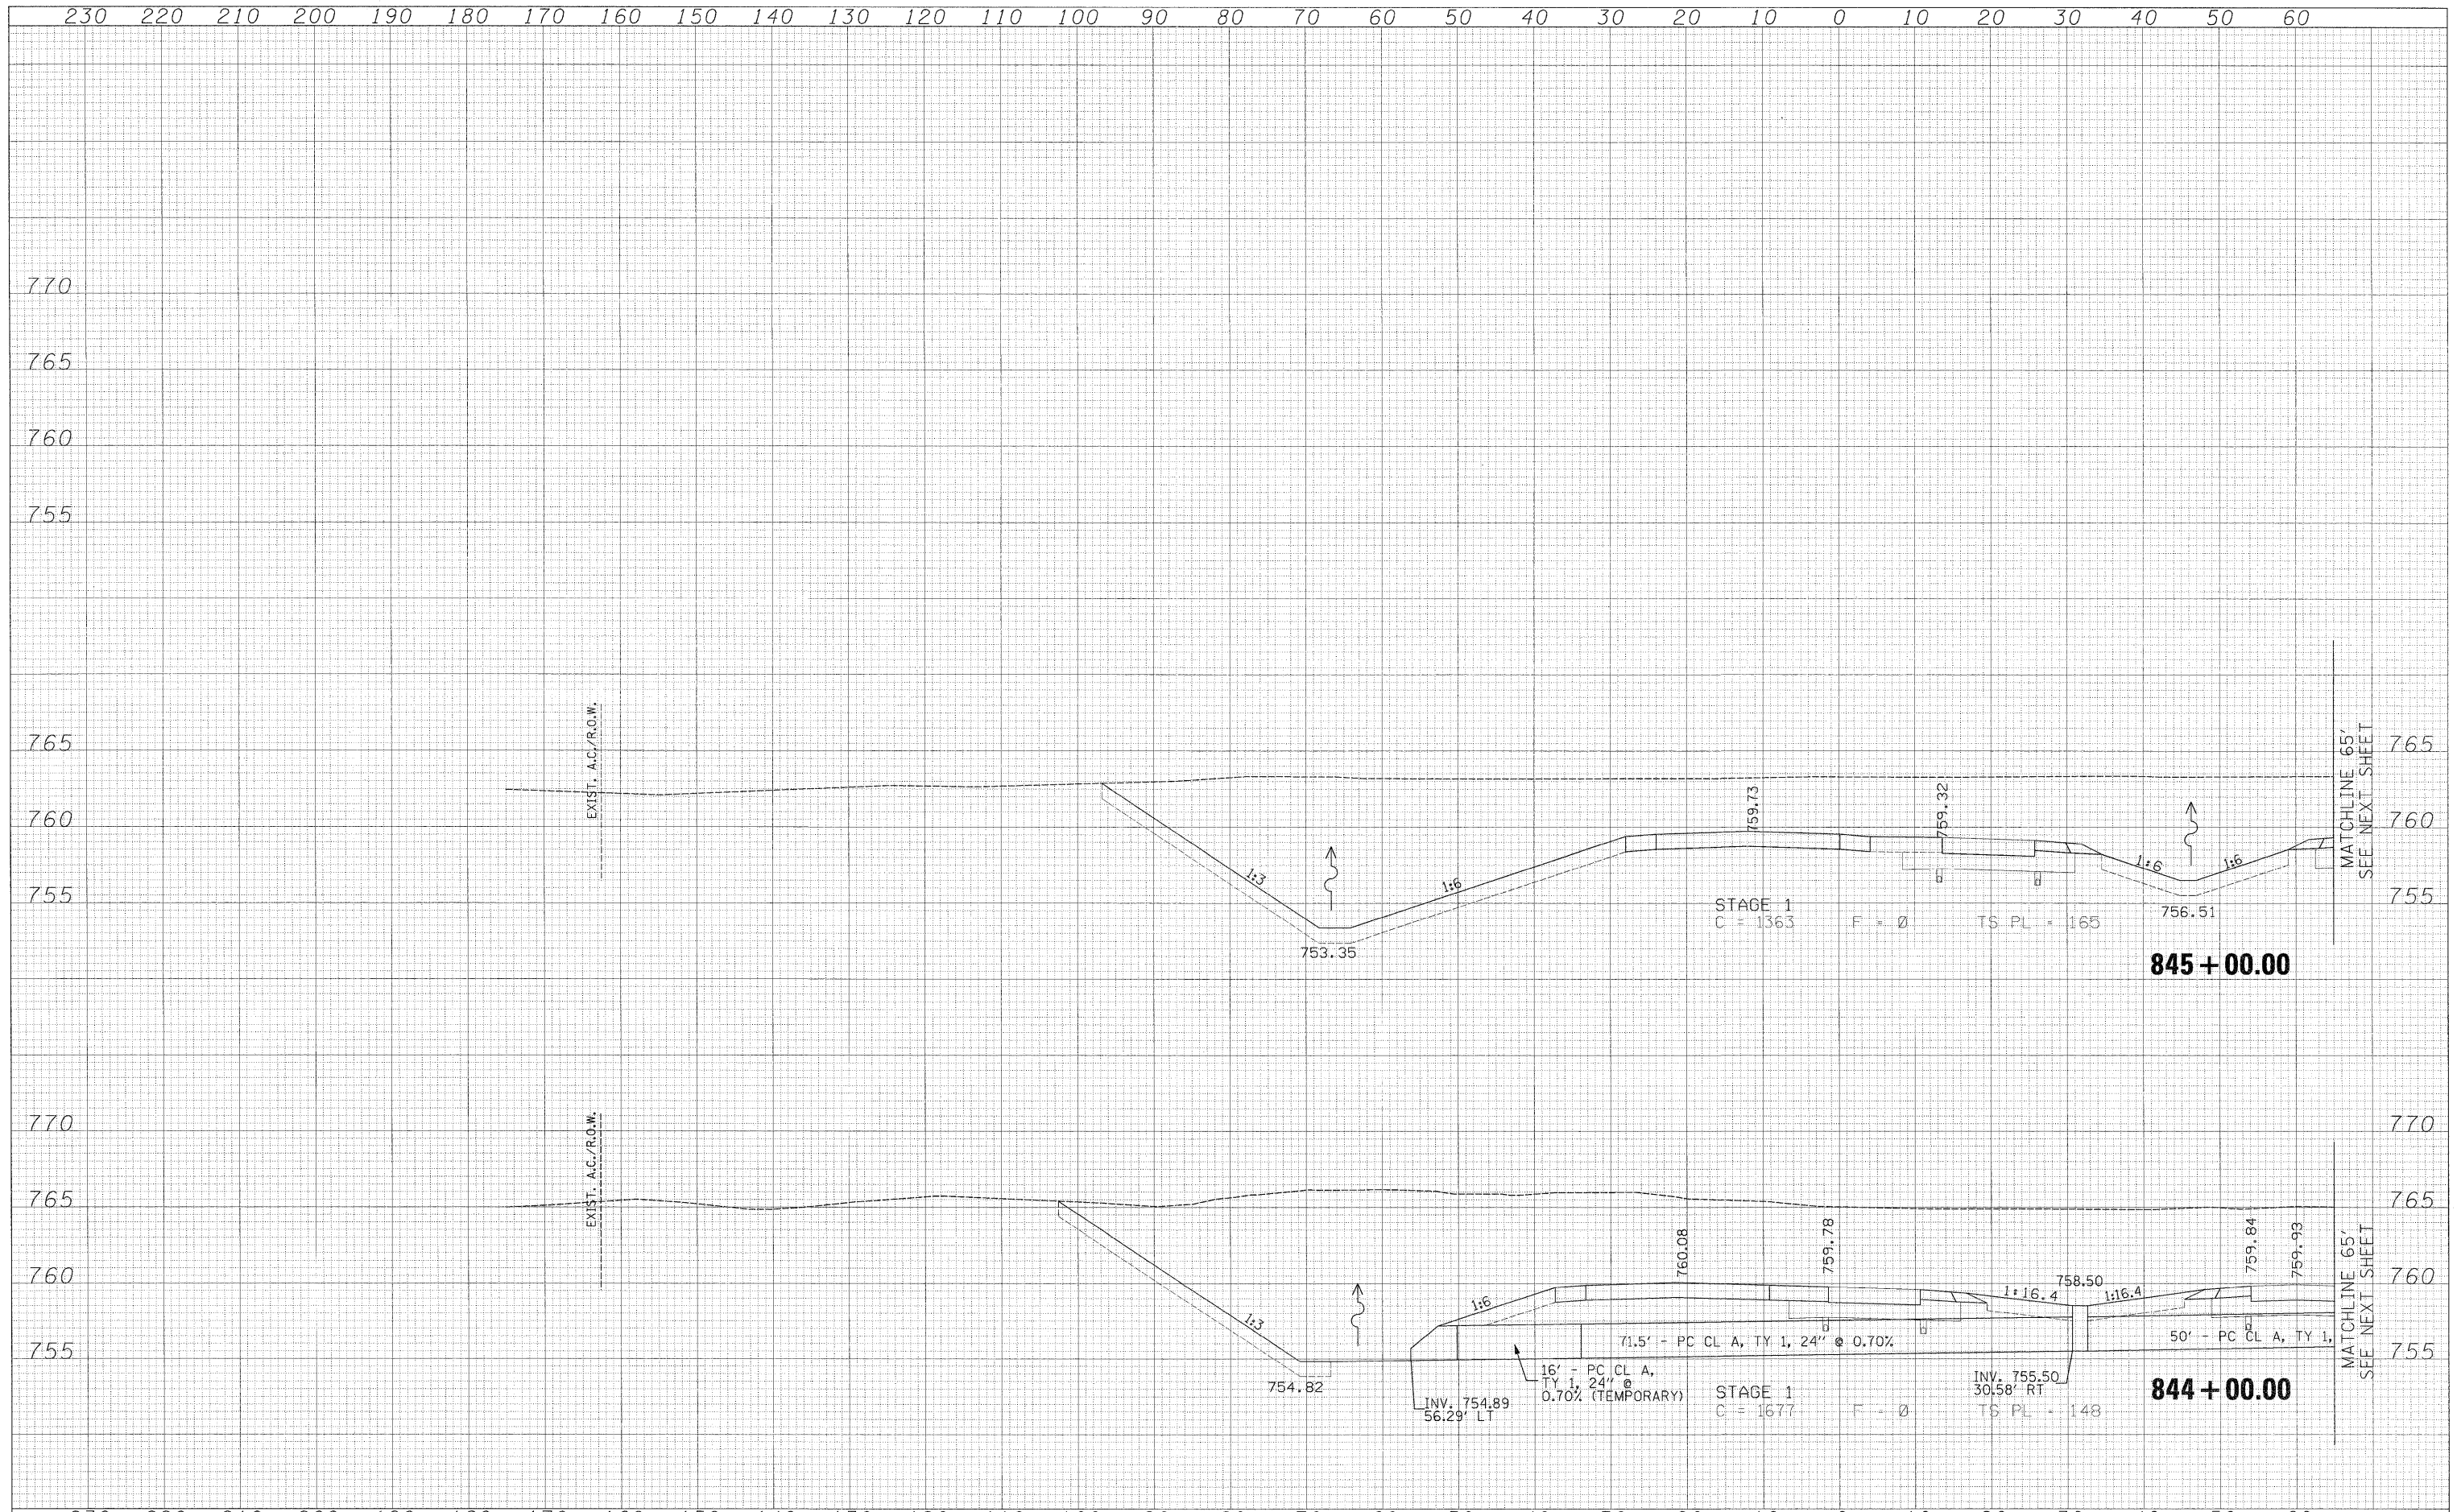 230 220 210 200 190 180 170 160 150 140 130 120 110 100 90 80 70 60 50 40 30 20 10 0 10 20 30 40 50 60
770
765
760
755
EXIST. A.C./R.O.W.
765
760
755
1:3
753.35
1:6
759.73
759.32
1:6
1:6
756.51
STAGE 1
C = 1363 F = Ø TS PL = 165
845+00.00
MATCHLINE 65'
SEE NEXT SHEET
765
760
755
EXIST. A.C./R.O.W.
770
765
760
755
1:3
754.82
1:6
760.08
759.78
1:16.4
758.50
1:16.4
759.84
759.93
71.5' - PC CL A, TY 1, 24" @ 0.70%
50' - PC CL A, TY 1,
16' - PC CL A,
TY 1, 24" @
0.70% (TEMPORARY)
INV. 754.89
56.29' LT
INV. 755.50
30.58' RT
STAGE 1
C = 1677 F = Ø TS PL = 148
844+00.00
MATCHLINE 65'
SEE NEXT SHEET
770
765
760
755